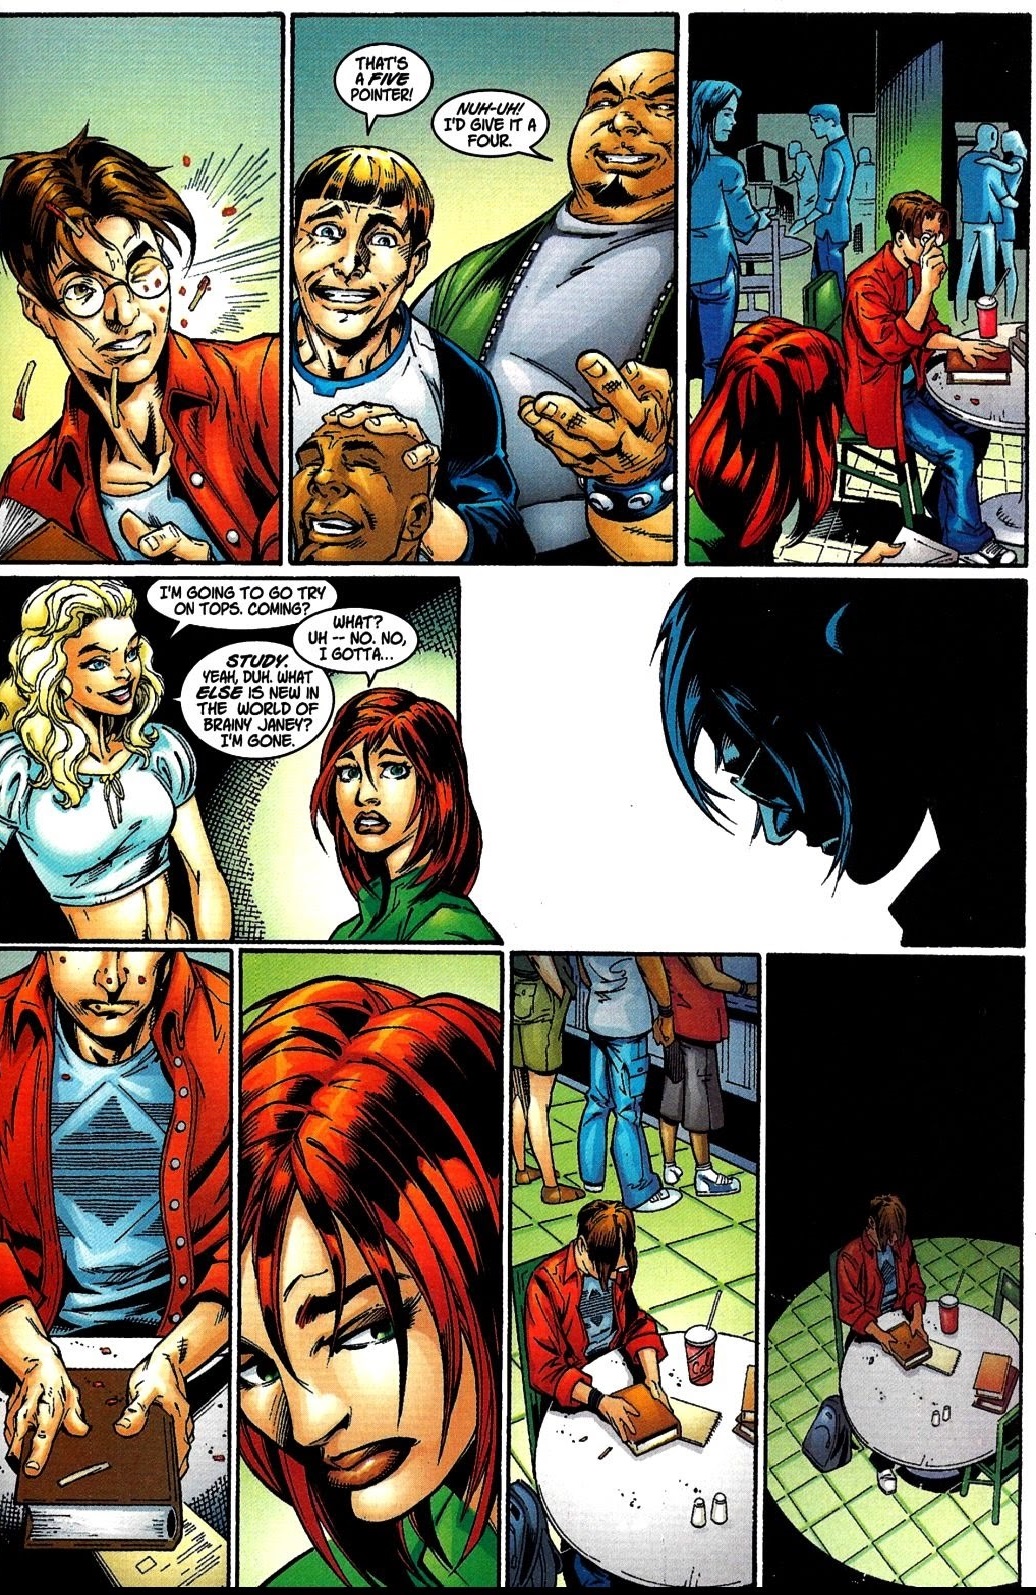 THAT'S
A FIVE
POINTER!
NUH-UH!
I'D GIVE IT A
FOUR.
I'M GOING TO GO TRY
ON TOPS. COMING?
WHAT?
UH -- NO. NO,
I GOTTA...
STUDY.
YEAH, DUH. WHAT
ELSE IS NEW IN
THE WORLD OF
BRAINY JANEY?
I'M GONE.